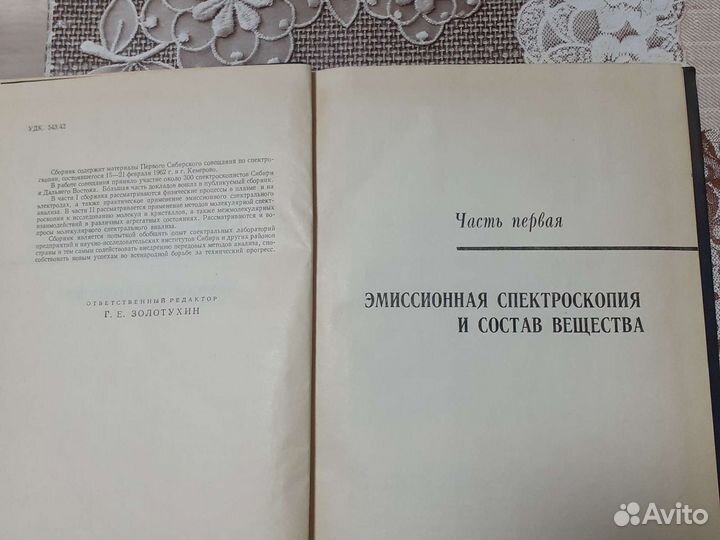 УДК. 543.42
Сборник содержит материалы Первого Сибирского совещания по спектро-
скопии, состоявшегося 15—21 февраля 1962 г. в г. Кемерово.
В работе совещания приняло участие около 300 спектроскопистов Сибири
и Дальнего Востока. Бо́льшая часть докладов вошла в публикуемый сборник.
В части I сборника рассматриваются физические процессы в плазме и на
электродах, а также практическое применение эмиссионного спектрального
анализа. В части II рассматривается применение методов молекулярной спект-
роскопии к исследованию молекул и кристаллов, а также межмолекулярных
взаимодействий в различных агрегатных состояниях. Рассматриваются и во-
просы молекулярного спектрального анализа.
Сборник является попыткой обобщить опыт спектральных лабораторий
предприятий и научно-исследовательских институтов Сибири и других районов
страны и тем самым содействовать внедрению передовых методов анализа, спо-
собствовать новым успехам во всенародной борьбе за технический прогресс.
ОТВЕТСТВЕННЫЙ РЕДАКТОР
Г. Е. ЗОЛОТУХИН
Часть первая
ЭМИССИОННАЯ СПЕКТРОСКОПИЯ
И СОСТАВ ВЕЩЕСТВА
Avito